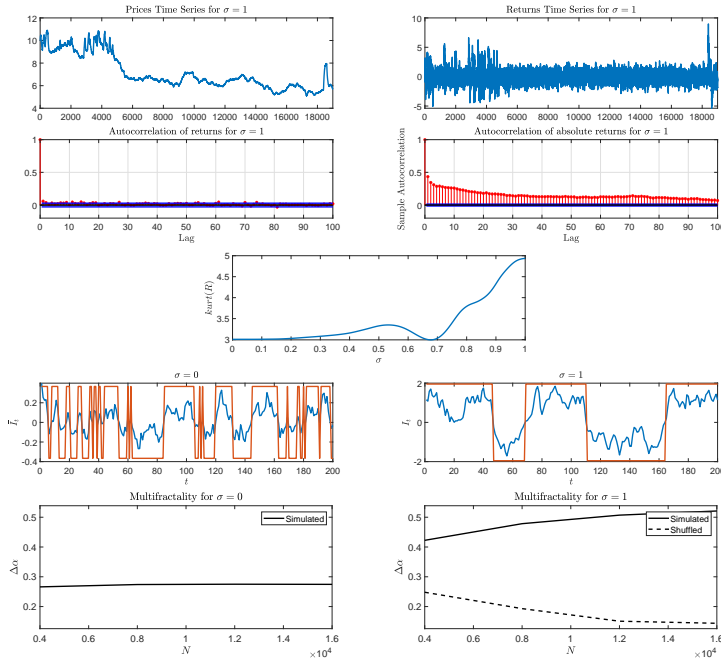 Prices Time Series for σ = 1
12
10
8
6
4
0 2000 4000 6000 8000 10000 12000 14000 16000 18000
Returns Time Series for σ = 1
10
5
0
-5
0 2000 4000 6000 8000 10000 12000 14000 16000 18000
Autocorrelation of returns for σ = 1
1
0.5
0
0 10 20 30 40 50 60 70 80 90 100
Lag
Autocorrelation of absolute returns for σ = 1
Sample Autocorrelation
1
0.5
0
0 10 20 30 40 50 60 70 80 90 100
Lag
kurt(R)
5
4.5
4
3.5
3
0 0.1 0.2 0.3 0.4 0.5 0.6 0.7 0.8 0.9 1
σ
σ = 0
Ī_t
0.2
0
-0.2
-0.4
0 20 40 60 80 100 120 140 160 180 200
t
σ = 1
I_t
2
0
-2
0 20 40 60 80 100 120 140 160 180 200
t
Multifractality for σ = 0
Δα
0.5
0.4
0.3
0.2
0.4 0.6 0.8 1 1.2 1.4 1.6
N
×10⁴
Simulated
Multifractality for σ = 1
Δα
0.5
0.4
0.3
0.2
0.4 0.6 0.8 1 1.2 1.4 1.6
N
×10⁴
Simulated
Shuffled